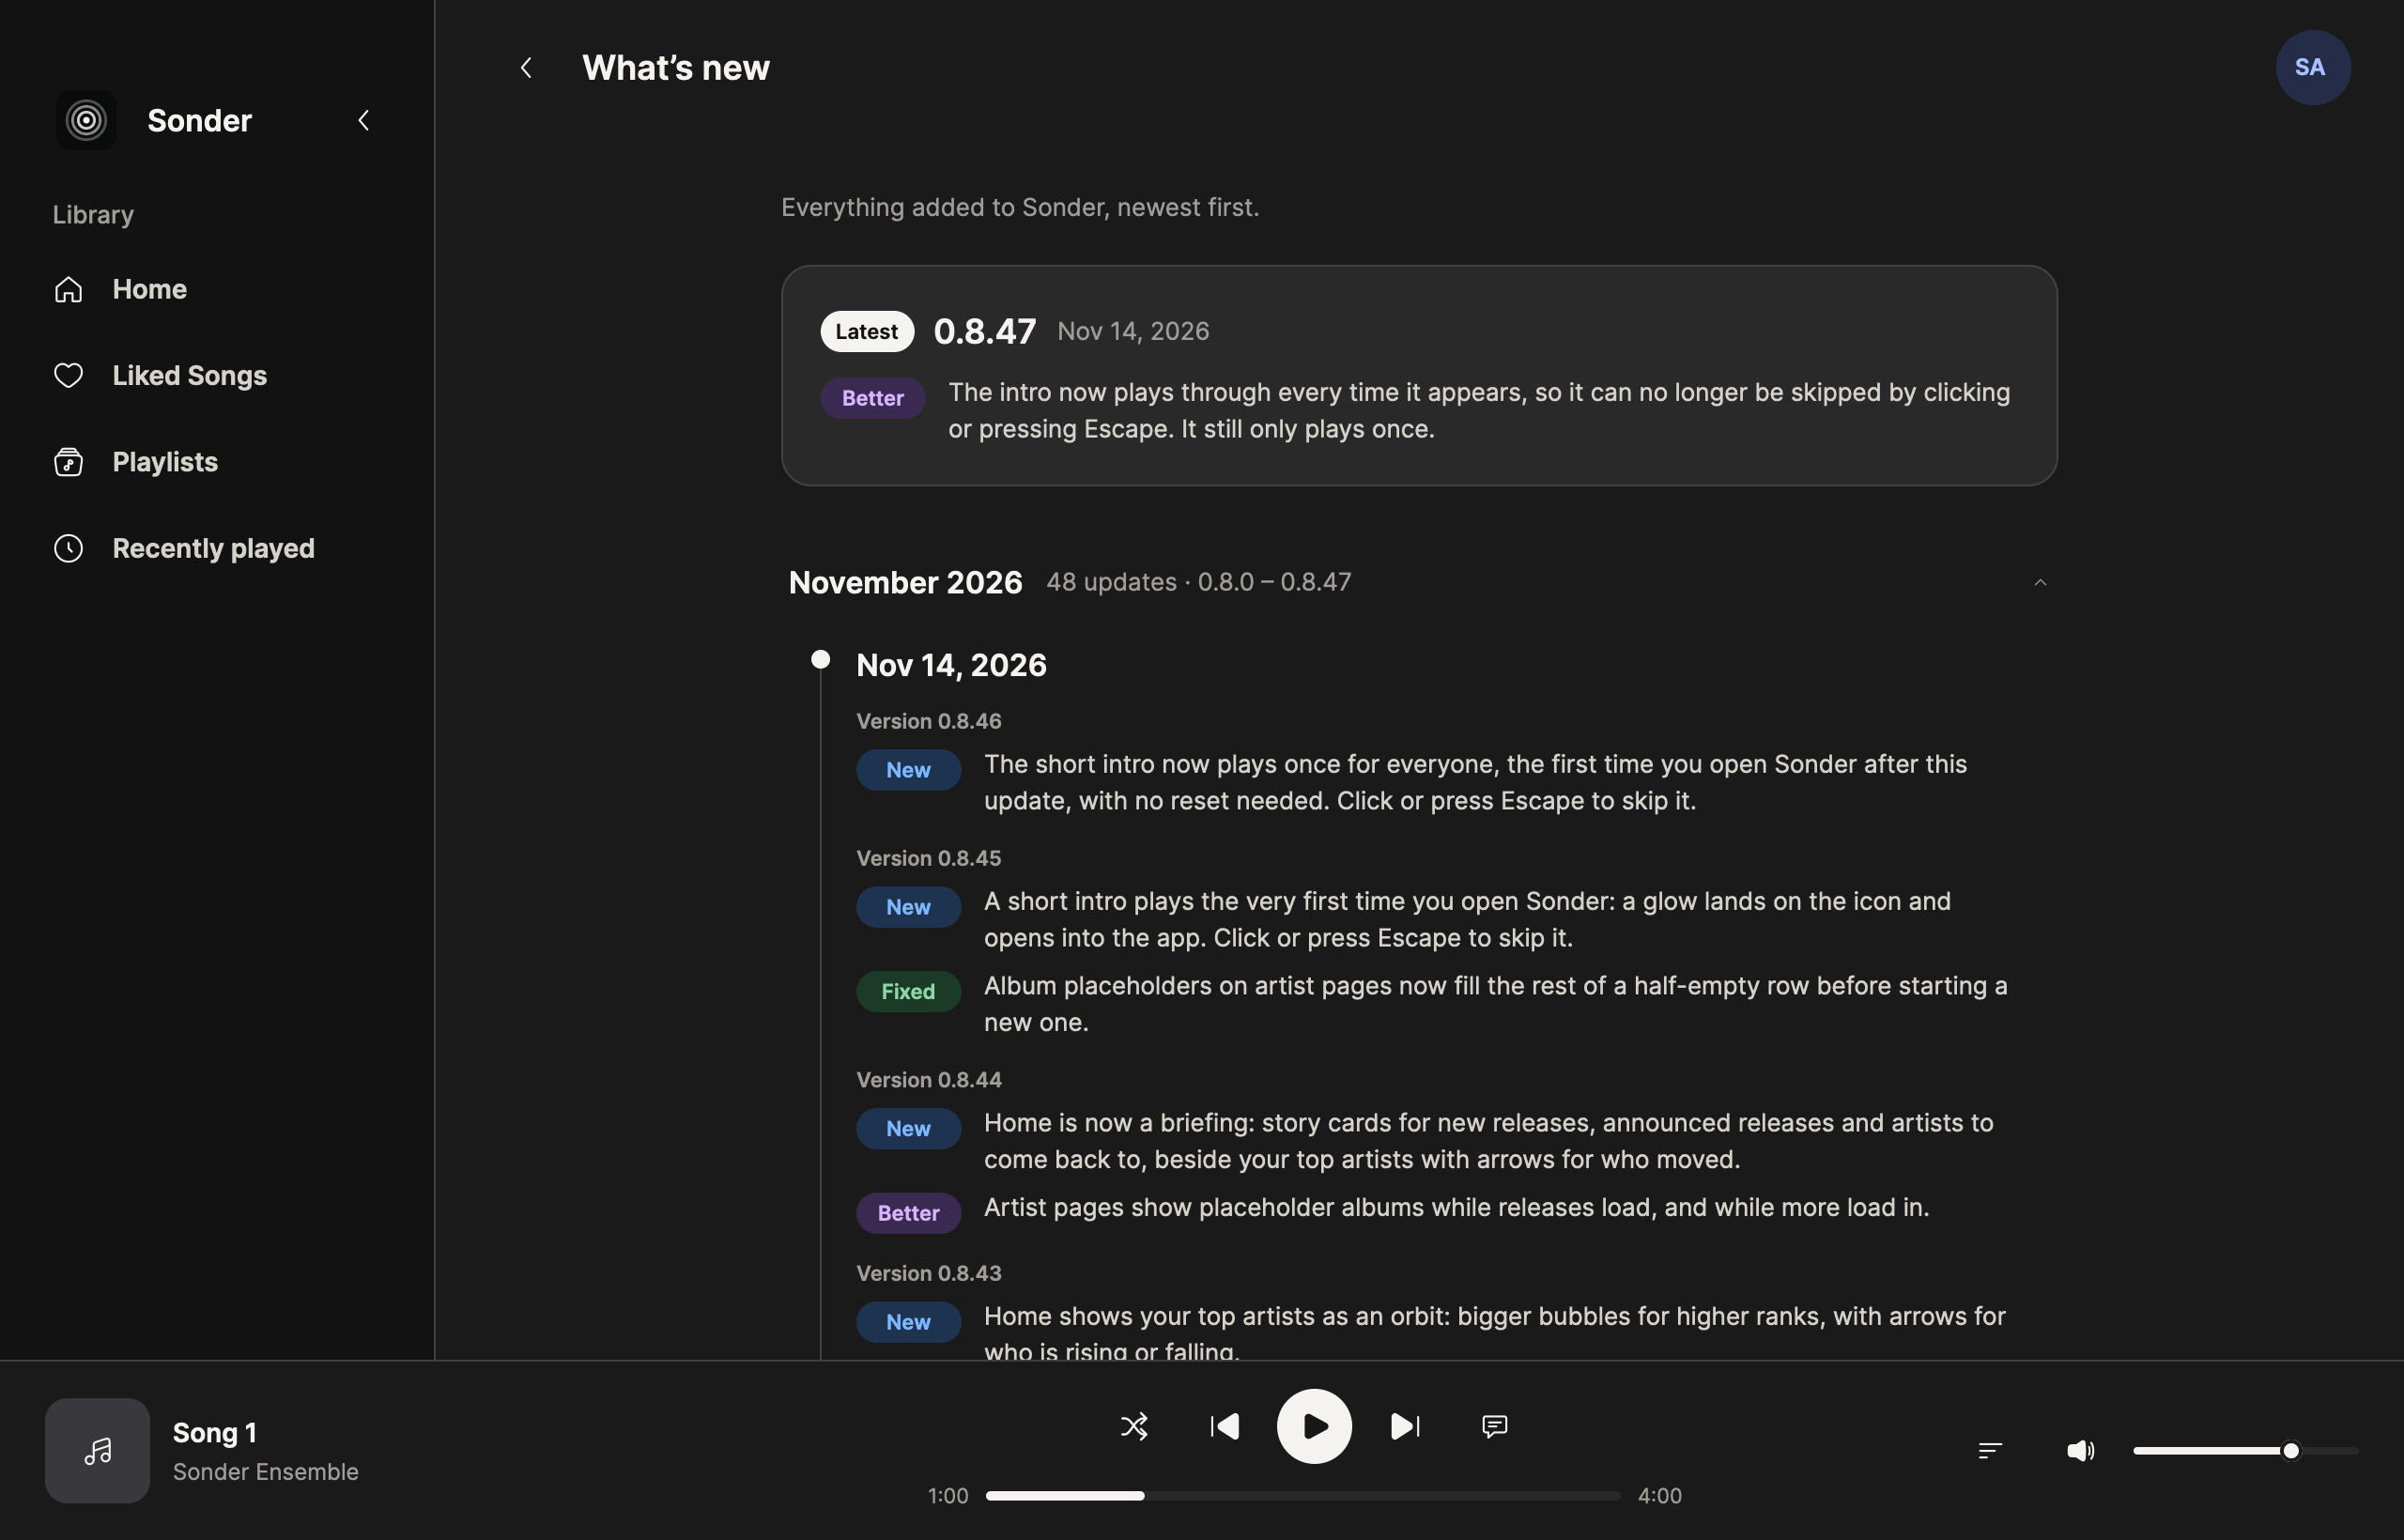 Sonder
Library
Home
Liked Songs
Playlists
Recently played
What’s new
SA
Everything added to Sonder, newest first.
Latest 0.8.47 Nov 14, 2026
Better The intro now plays through every time it appears, so it can no longer be skipped by clicking
or pressing Escape. It still only plays once.
November 2026 48 updates · 0.8.0 – 0.8.47
Nov 14, 2026
Version 0.8.46
New The short intro now plays once for everyone, the first time you open Sonder after this
update, with no reset needed. Click or press Escape to skip it.
Version 0.8.45
New A short intro plays the very first time you open Sonder: a glow lands on the icon and
opens into the app. Click or press Escape to skip it.
Fixed Album placeholders on artist pages now fill the rest of a half-empty row before starting a
new one.
Version 0.8.44
New Home is now a briefing: story cards for new releases, announced releases and artists to
come back to, beside your top artists with arrows for who moved.
Better Artist pages show placeholder albums while releases load, and while more load in.
Version 0.8.43
New Home shows your top artists as an orbit: bigger bubbles for higher ranks, with arrows for
who is rising or falling.
Song 1
Sonder Ensemble
1:00
4:00